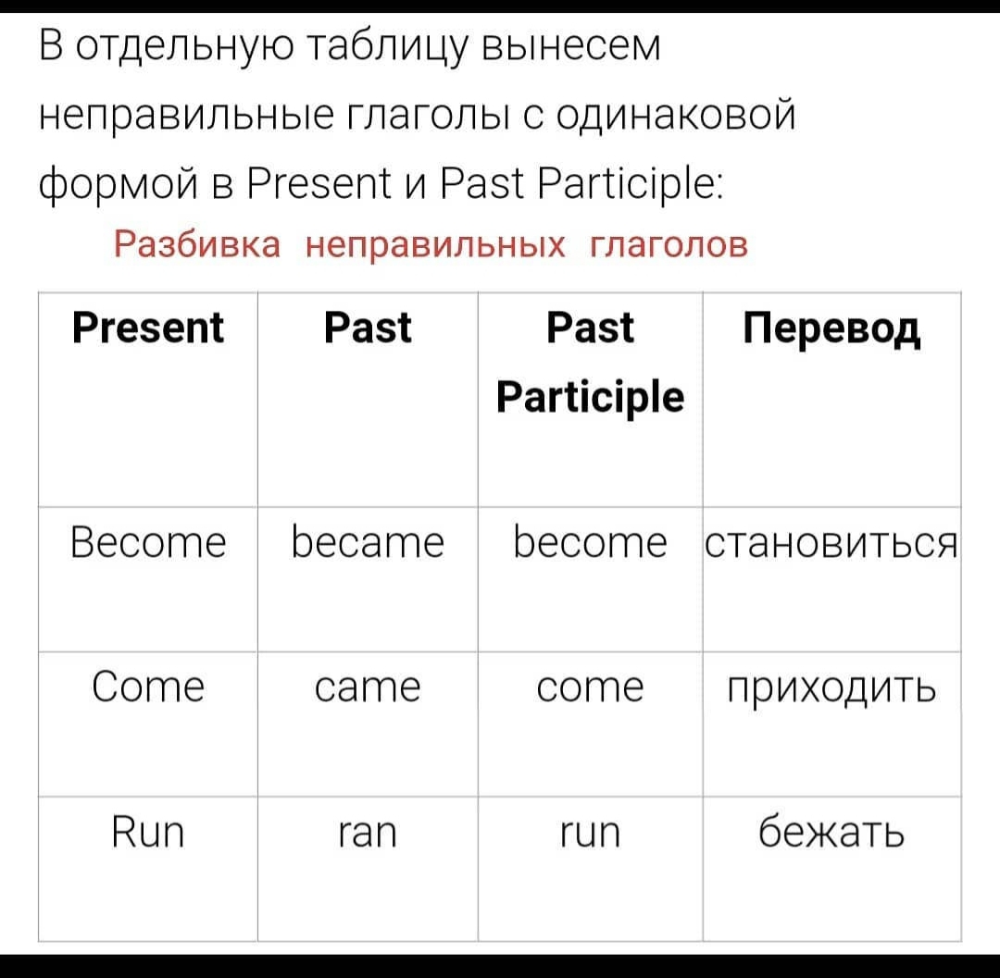 В отдельную таблицу вынесем
неправильные глаголы с одинаковой
формой в Present и Past Participle:
Разбивка неправильных глаголов
Present Past Past Перевод
Participle
Become became become становиться
Come came come приходить
Run ran run бежать